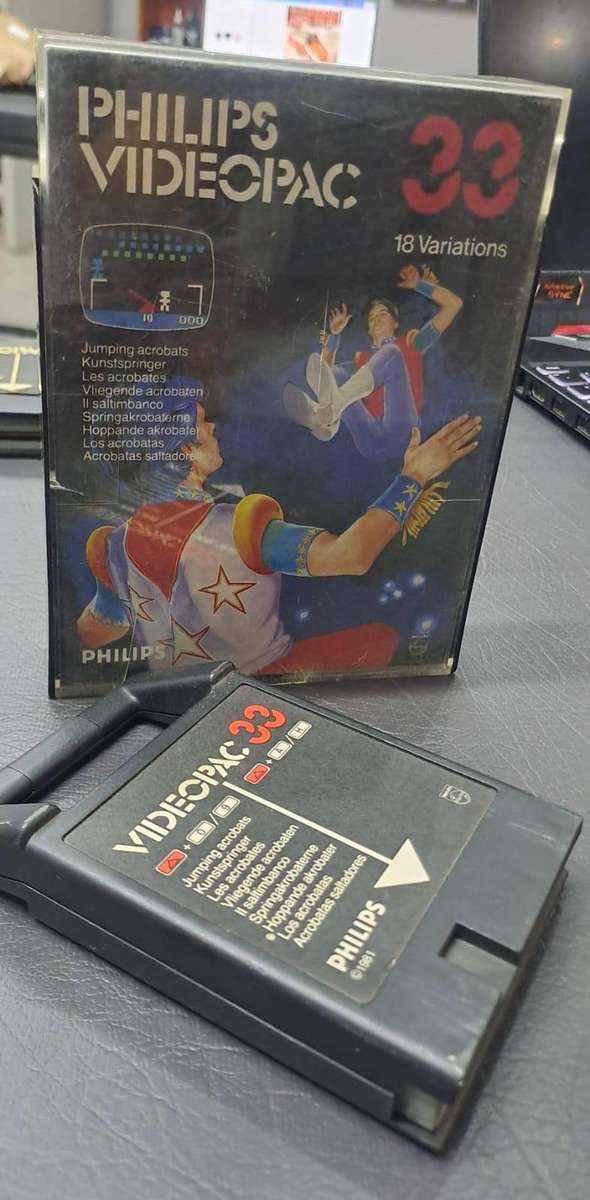 PHILIPS
VIDEOPAC 33
18 Variations
10 000
Jumping acrobats
Kunstspringer
Les acrobates
Vliegende acrobaten
Il saltimbanco
Springakrobaterne
Hoppande akrobater
Los acrobatas
Acrobatas saltadores
PHILIPS
SYNC
VIDEOPAC 33
Jumping acrobats
Kunstspringer
Les acrobates
Vliegende acrobaten
Il saltimbanco
Springakrobaterne
• Hoppande akrobater
Los acrobatas
Acrobatas saltadores
PHILIPS
©1981